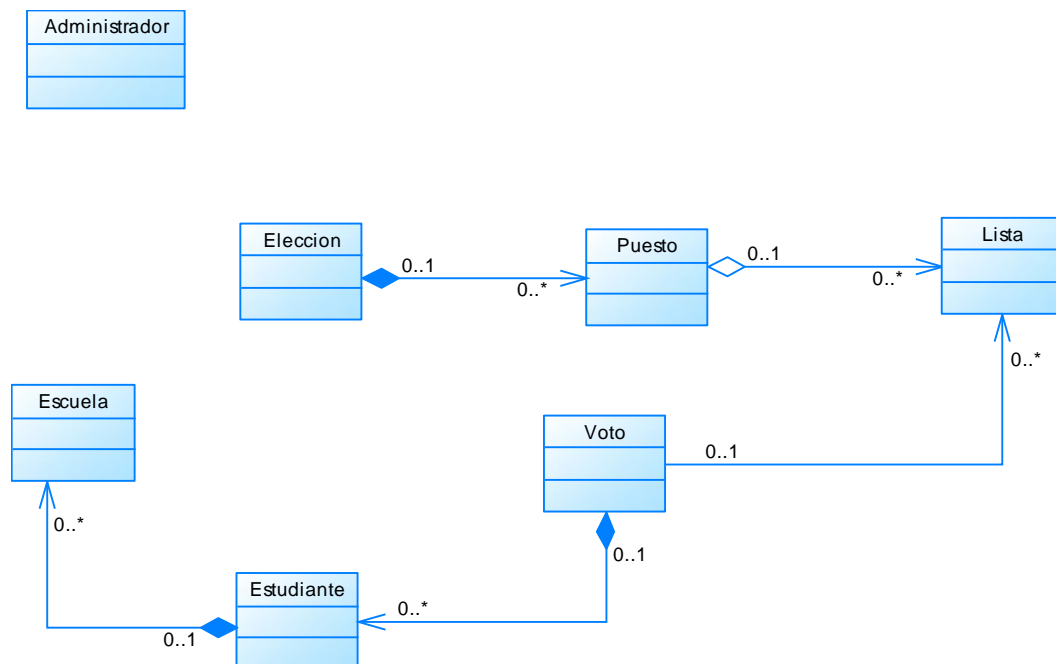 Administrador
Eleccion
0..1
0..*
Puesto
0..1
0..*
Lista
0..*
Escuela
0..*
Voto
0..1
0..1
Estudiante
0..1
0..*